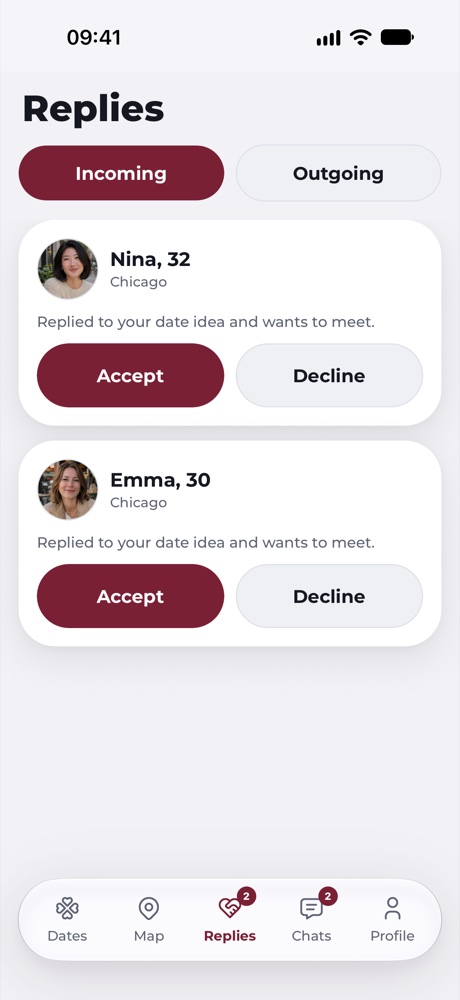 09:41
Replies
Incoming Outgoing
Nina, 32
Chicago
Replied to your date idea and wants to meet.
Accept Decline
Emma, 30
Chicago
Replied to your date idea and wants to meet.
Accept Decline
2 2
Dates Map Replies Chats Profile